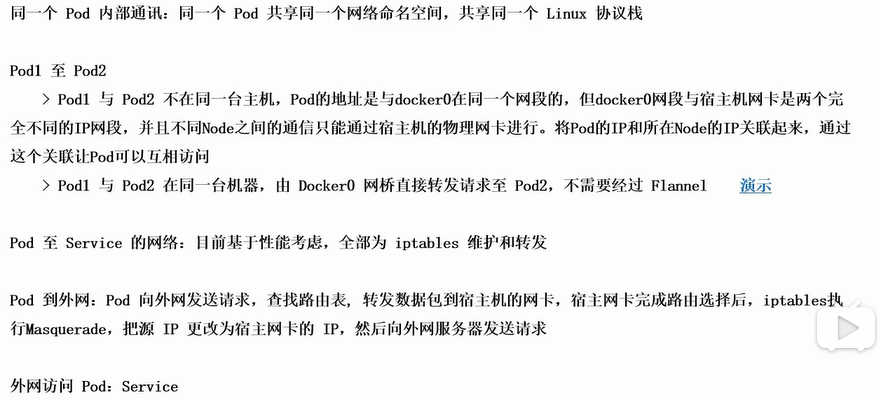 同一个 Pod 内部通讯：同一个 Pod 共享同一个网络命名空间，共享同一个 Linux 协议栈
Pod1 至 Pod2
> Pod1 与 Pod2 不在同一台主机，Pod的地址是与docker0在同一个网段的，但docker0网段与宿主机网卡是两个完
全不同的IP网段，并且不同Node之间的通信只能通过宿主机的物理网卡进行。将Pod的IP和所在Node的IP关联起来，通过
这个关联让Pod可以互相访问
> Pod1 与 Pod2 在同一台机器，由 Docker0 网桥直接转发请求至 Pod2，不需要经过 Flannel 演示
Pod 至 Service 的网络：目前基于性能考虑，全部为 iptables 维护和转发
Pod 到外网：Pod 向外网发送请求，查找路由表, 转发数据包到宿主机的网卡，宿主网卡完成路由选择后，iptables执
行Masquerade，把源 IP 更改为宿主网卡的 IP，然后向外网服务器发送请求
外网访问 Pod：Service